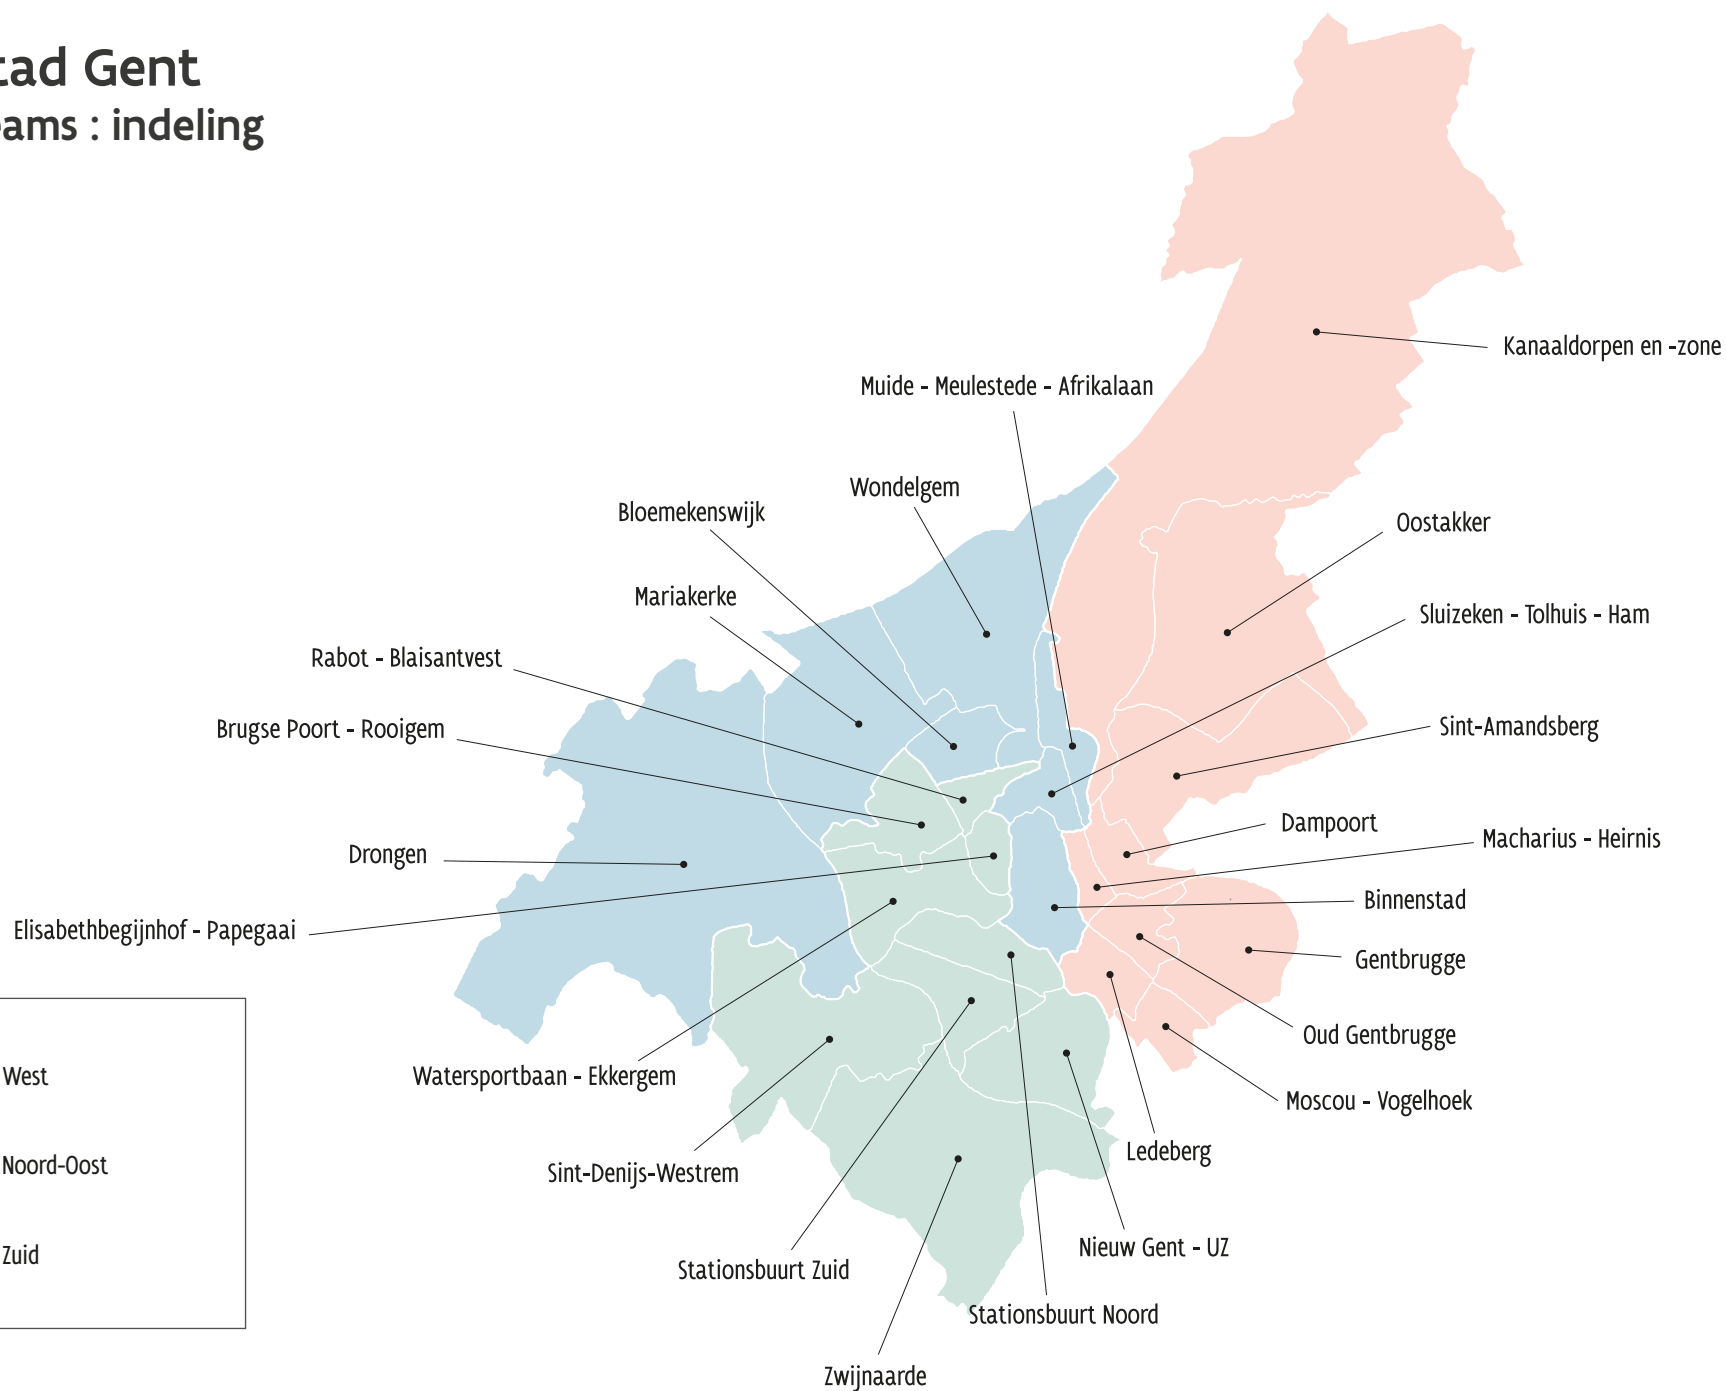 tad Gent
eams : indeling
Kanaaldorpen en -zone
Muide - Meulestede - Afrikalaan
Wondelgem
Bloemekenswijk
Oostakker
Mariakerke
Sluizeken - Tolhuis - Ham
Rabot - Blaisantvest
Brugse Poort - Rooigem
Sint-Amandsberg
Dampoort
Macharius - Heirnis
Drongen
Binnenstad
Elisabethbegijnhof - Papegaai
Gentbrugge
Oud Gentbrugge
West
Watersportbaan - Ekkergem
Moscou - Vogelhoek
Ledeberg
Noord-Oost
Sint-Denijs-Westrem
Nieuw Gent - UZ
Zuid
Stationsbuurt Zuid
Stationsbuurt Noord
Zwijnaarde